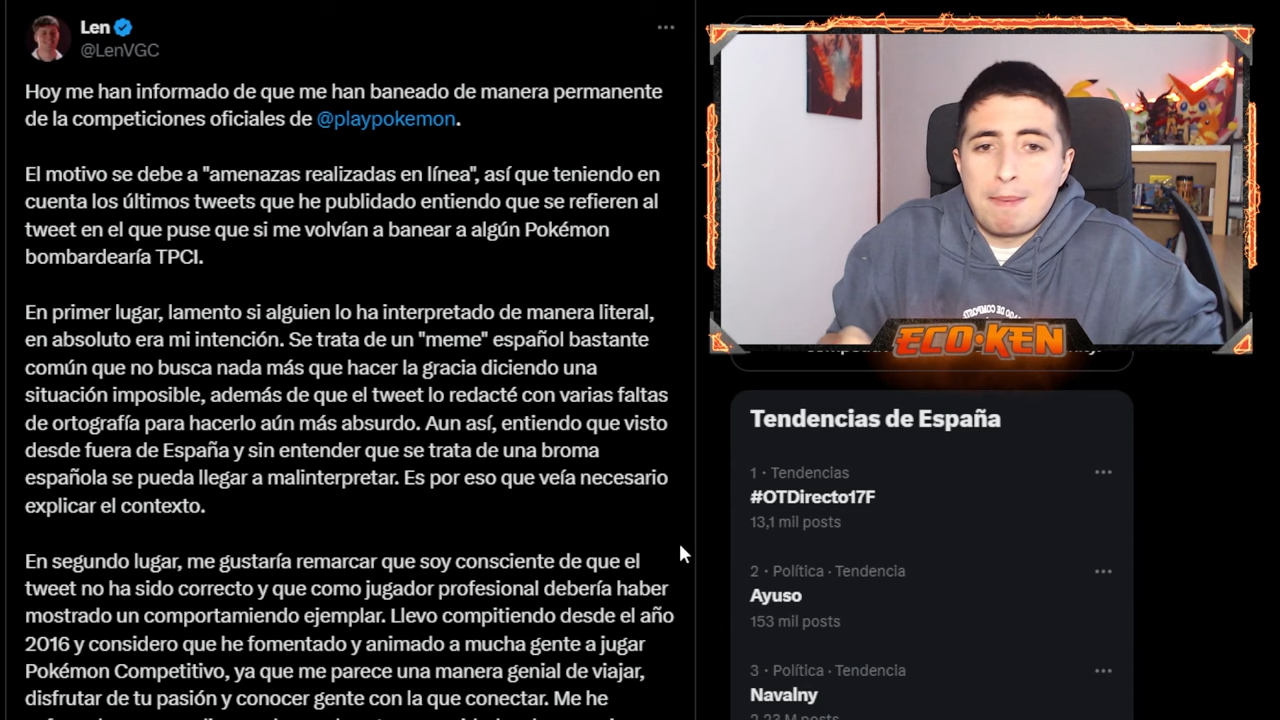 Len
@LenVGC
Hoy me han informado de que me han baneado de manera permanente
de la competiciones oficiales de @playpokemon.
El motivo se debe a "amenazas realizadas en línea", así que teniendo en
cuenta los últimos tweets que he publidado entiendo que se refieren al
tweet en el que puse que si me volvían a banear a algún Pokémon
bombardearía TPCI.
En primer lugar, lamento si alguien lo ha interpretado de manera literal,
en absoluto era mi intención. Se trata de un "meme" español bastante
común que no busca nada más que hacer la gracia diciendo una
situación imposible, además de que el tweet lo redacté con varias faltas
de ortografía para hacerlo aún más absurdo. Aun así, entiendo que visto
desde fuera de España y sin entender que se trata de una broma
española se pueda llegar a malinterpretar. Es por eso que veía necesario
explicar el contexto.
En segundo lugar, me gustaría remarcar que soy consciente de que el
tweet no ha sido correcto y que como jugador profesional debería haber
mostrado un comportamiendo ejemplar. Llevo compitiendo desde el año
2016 y considero que he fomentado y animado a mucha gente a jugar
Pokémon Competitivo, ya que me parece una manera genial de viajar,
disfrutar de tu pasión y conocer gente con la que conectar. Me he
ECO·KEN
Tendencias de España
1 · Tendencias
#OTDirecto17F
13,1 mil posts
2 · Política · Tendencia
Ayuso
153 mil posts
3 · Política · Tendencia
Navalny